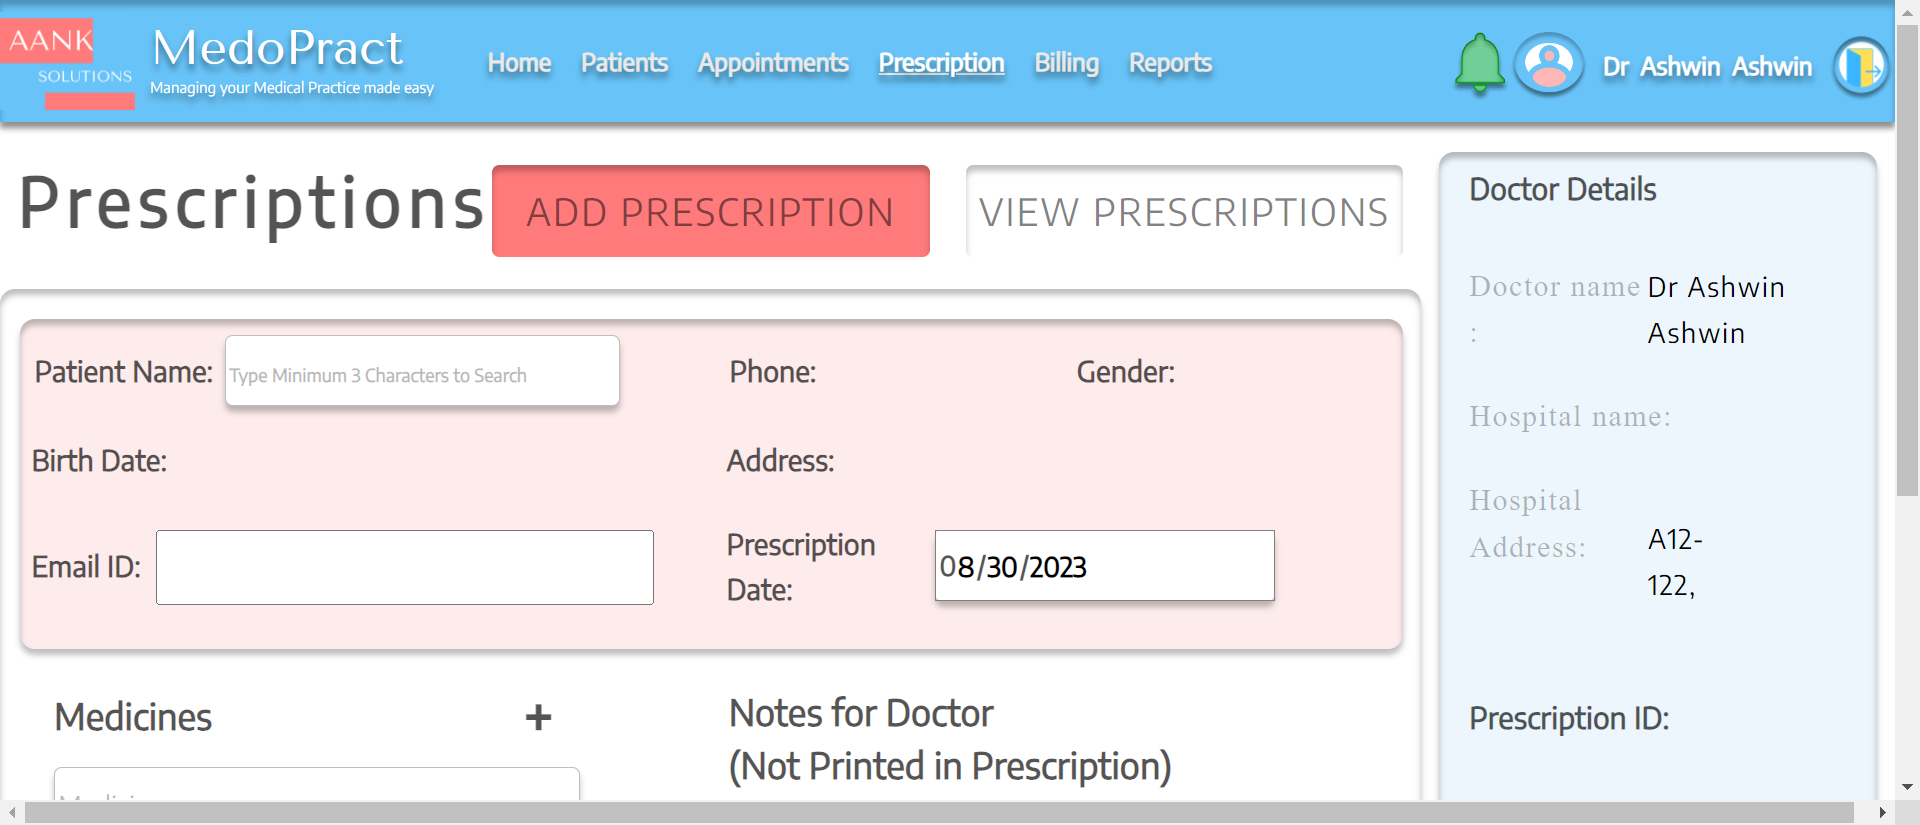 AANK
SOLUTIONS
MedoPract
Managing your Medical Practice made easy
Home Patients Appointments Prescription Billing Reports
Dr Ashwin Ashwin
Prescriptions
ADD PRESCRIPTION
VIEW PRESCRIPTIONS
Patient Name: Type Minimum 3 Characters to Search
Phone:
Gender:
Birth Date:
Address:
Email ID:
Prescription
Date:
08/30/2023
Medicines +
Notes for Doctor
(Not Printed in Prescription)
Doctor Details
Doctor name Dr Ashwin
: Ashwin
Hospital name:
Hospital
Address: A12-
122,
Prescription ID: